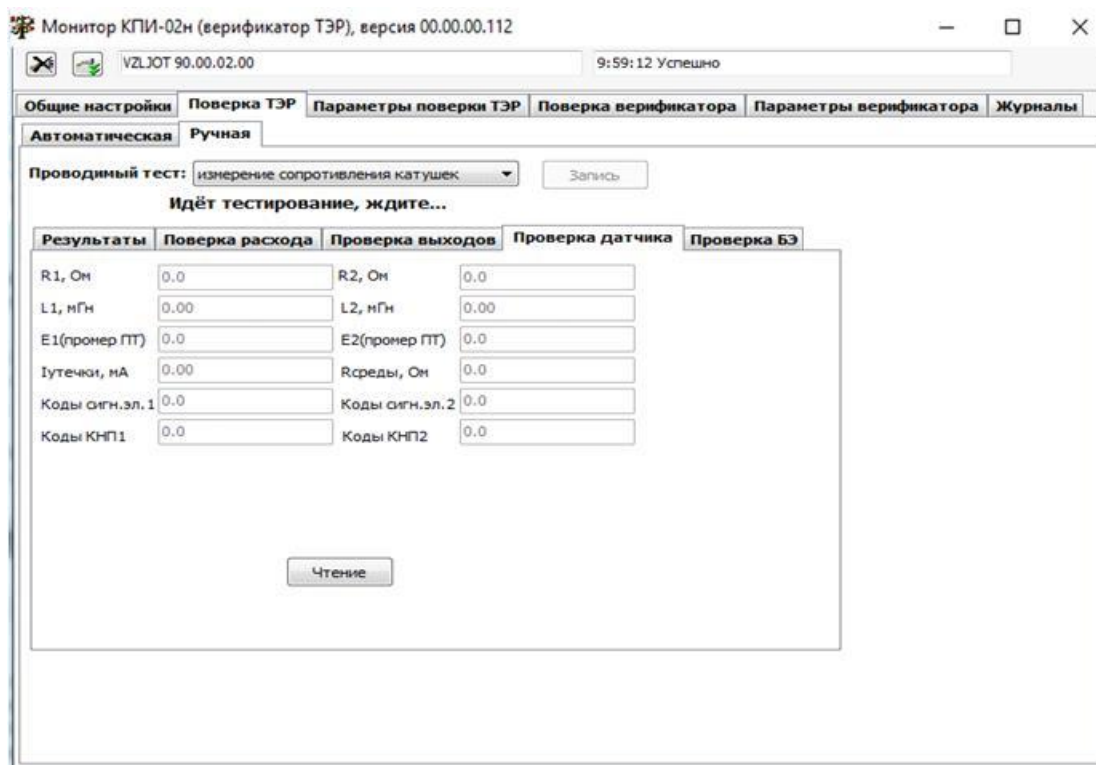 Монитор КПИ-02н (верификатор ТЭР), версия 00.00.00.112
VZLJOT 90.00.02.00 9:59:12 Успешно
Общие настройки Поверка ТЭР Параметры поверки ТЭР Поверка верификатора Параметры верификатора Журналы
Автоматическая Ручная
Проводимый тест: измерение сопротивления катушек Запись
Идёт тестирование, ждите...
Результаты Поверка расхода Проверка выходов Проверка датчика Проверка БЭ
R1, Ом 0.0 R2, Ом 0.0
L1, мГн 0.00 L2, мГн 0.00
E1(промер ПТ) 0.0 E2(промер ПТ) 0.0
Iутечки, мА 0.00 Rсреды, Ом 0.0
Коды сигн.эл.1 0.0 Коды сигн.эл.2 0.0
Коды КНП1 0.0 Коды КНП2 0.0
Чтение